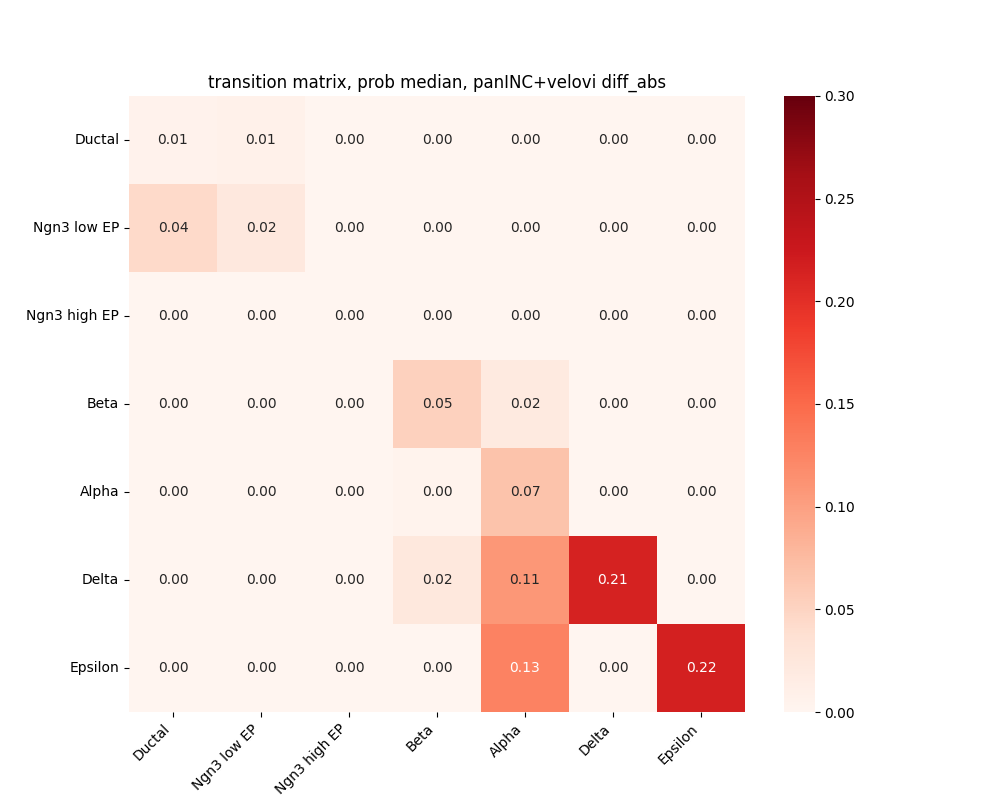 transition matrix, prob median, panINC+velovi diff_abs
Ductal 0.01 0.01 0.00 0.00 0.00 0.00 0.00
Ngn3 low EP 0.04 0.02 0.00 0.00 0.00 0.00 0.00
Ngn3 high EP 0.00 0.00 0.00 0.00 0.00 0.00 0.00
Beta 0.00 0.00 0.00 0.05 0.02 0.00 0.00
Alpha 0.00 0.00 0.00 0.00 0.07 0.00 0.00
Delta 0.00 0.00 0.00 0.02 0.11 0.21 0.00
Epsilon 0.00 0.00 0.00 0.00 0.13 0.00 0.22
Ductal Ngn3 low EP Ngn3 high EP Beta Alpha Delta Epsilon
0.30
0.25
0.20
0.15
0.10
0.05
0.00